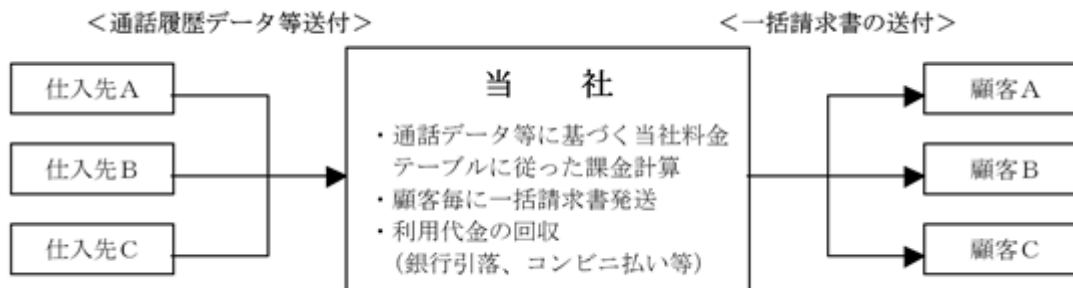 ＜通話履歴データ等送付＞
＜一括請求書の送付＞
仕入先A
仕入先B
仕入先C
当　　社
・通話データ等に基づく当社料金
テーブルに従った課金計算
・顧客毎に一括請求書発送
・利用代金の回収
（銀行引落、コンビニ払い等）
顧客A
顧客B
顧客C